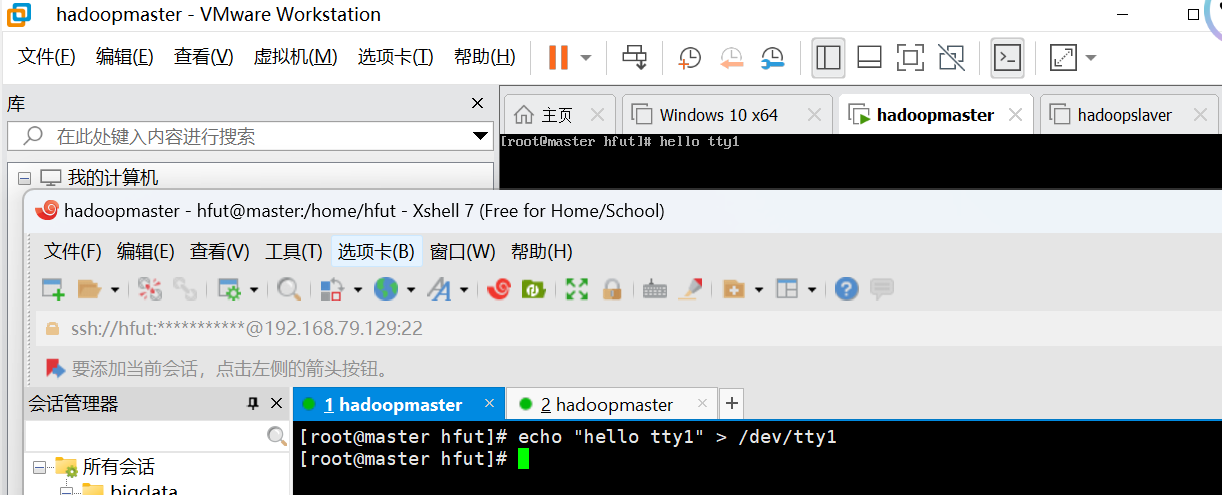 hadoopmaster - VMware Workstation
文件(F) 编辑(E) 查看(V) 虚拟机(M) 选项卡(T) 帮助(H)
库
在此处键入内容进行搜索
主页 Windows 10 x64 hadoopmaster hadoopslaver
[root@master hfut]# hello tty1
我的计算机
hadoopmaster - hfut@master:/home/hfut - Xshell 7 (Free for Home/School)
文件(F) 编辑(E) 查看(V) 工具(T) 选项卡(B) 窗口(W) 帮助(H)
ssh://hfut:***********@192.168.79.129:22
要添加当前会话，点击左侧的箭头按钮。
会话管理器
1 hadoopmaster 2 hadoopmaster
[root@master hfut]# echo "hello tty1" > /dev/tty1
[root@master hfut]#
所有会话
bigdata